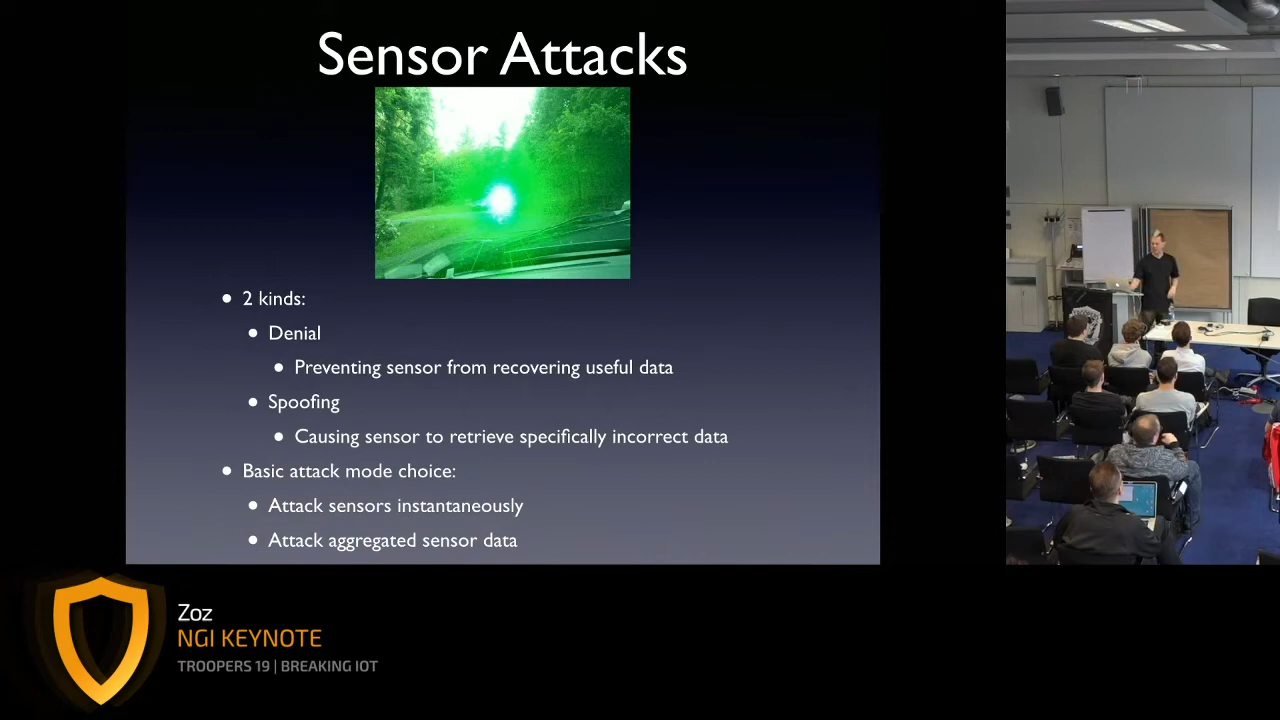 Sensor Attacks
• 2 kinds:
• Denial
• Preventing sensor from recovering useful data
• Spoofing
• Causing sensor to retrieve specifically incorrect data
• Basic attack mode choice:
• Attack sensors instantaneously
• Attack aggregated sensor data
Zoz
NGI KEYNOTE
TROOPERS 19 | BREAKING IOT